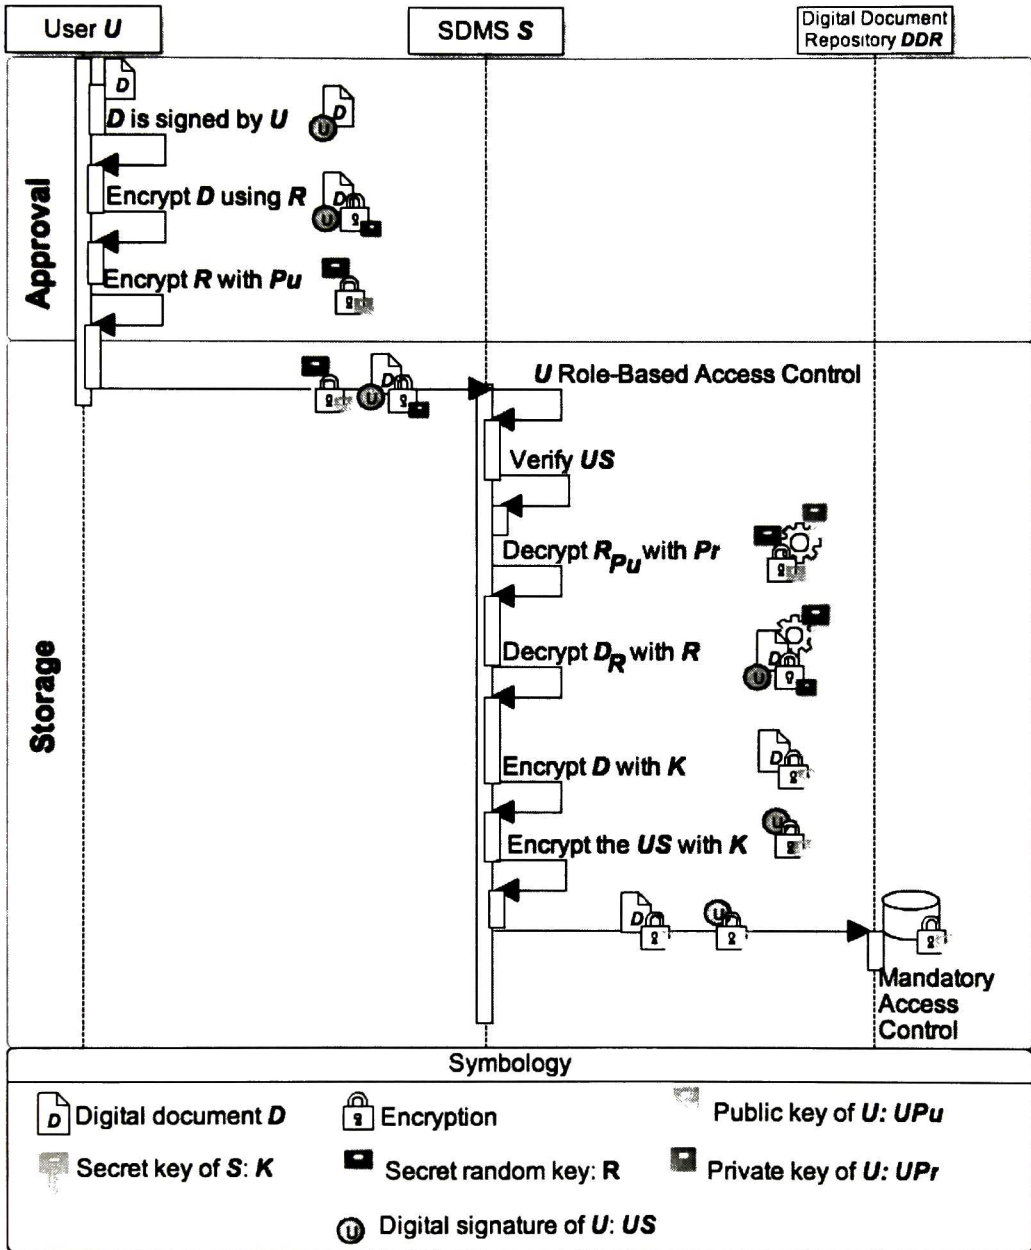 User U
SDMS S
Digital Document
Repository DDR
Approval
D
D is signed by U
D
U
Encrypt D using R
D
U
Encrypt R with Pu
Storage
D
U
U Role-Based Access Control
Verify US
Decrypt RPu with Pr
Decrypt DR with R
D
U
Encrypt D with K
D
Encrypt the US with K
U
D
U
Mandatory
Access
Control
Symbology
D Digital document D
Encryption
Public key of U: UPu
Secret key of S: K
Secret random key: R
Private key of U: UPr
U Digital signature of U: US